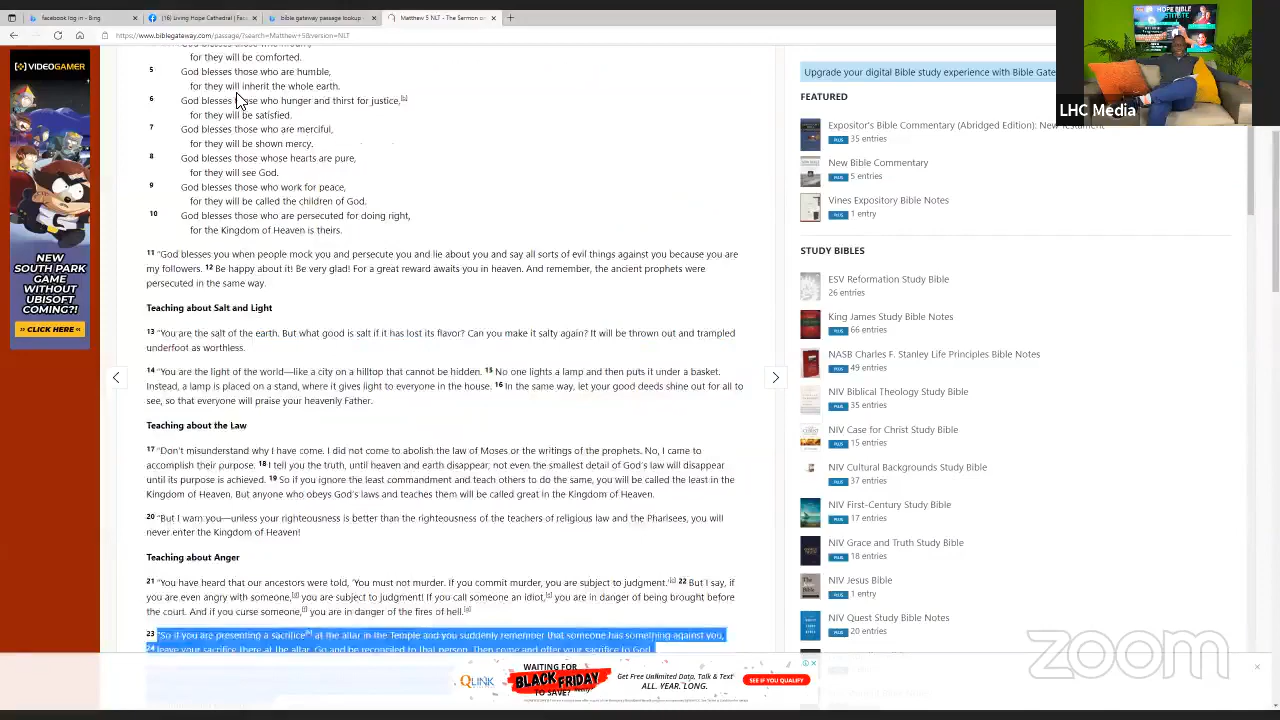 facebook log in - Bing
(16) Living Hope Cathedral | Fac
bible gateway passage lookup
Matthew 5 NLT - The Sermon o
https://www.biblegateway.com/passage/?search=Matthew+5&version=NLT
VIDEOGAMER
NEW
SOUTH PARK
GAME
WITHOUT
UBISOFT
COMING?!
>> CLICK HERE <<
for they will be comforted.
5 God blesses those who are humble,
for they will inherit the whole earth.
6 God blesses those who hunger and thirst for justice,
for they will be satisfied.
7 God blesses those who are merciful,
for they will be shown mercy.
8 God blesses those whose hearts are pure,
for they will see God.
9 God blesses those who work for peace,
for they will be called the children of God.
10 God blesses those who are persecuted for doing right,
for the Kingdom of Heaven is theirs.
11 “God blesses you when people mock you and persecute you and lie about you and say all sorts of evil things against you because you are
my followers. 12 Be happy about it! Be very glad! For a great reward awaits you in heaven. And remember, the ancient prophets were
persecuted in the same way.
Teaching about Salt and Light
13 “You are the salt of the earth. But what good is salt if it has lost its flavor? Can you make it salty again? It will be thrown out and trampled
underfoot as worthless.
14 “You are the light of the world—like a city on a hilltop that cannot be hidden. 15 No one lights a lamp and then puts it under a basket.
Instead, a lamp is placed on a stand, where it gives light to everyone in the house. 16 In the same way, let your good deeds shine out for all to
see, so that everyone will praise your heavenly Father.
Teaching about the Law
17 “Don’t misunderstand why I have come. I did not come to abolish the law of Moses or the writings of the prophets. No, I came to
accomplish their purpose. 18 I tell you the truth, until heaven and earth disappear, not even the smallest detail of God’s law will disappear
until its purpose is achieved. 19 So if you ignore the least commandment and teach others to do the same, you will be called the least in the
Kingdom of Heaven. But anyone who obeys God’s laws and teaches them will be called great in the Kingdom of Heaven.
20 “But I warn you—unless your righteousness is better than the righteousness of the teachers of religious law and the Pharisees, you will
never enter the Kingdom of Heaven!
Teaching about Anger
21 “You have heard that our ancestors were told, ‘You must not murder. If you commit murder, you are subject to judgment.’ 22 But I say, if
you are even angry with someone, you are subject to judgment! If you call someone an idiot, you are in danger of being brought before
the court. And if you curse someone, you are in danger of the fires of hell.
23 “So if you are presenting a sacrifice at the altar in the Temple and you suddenly remember that someone has something against you,
24 leave your sacrifice there at the altar. Go and be reconciled to that person. Then come and offer your sacrifice to God.
Upgrade your digital Bible study experience with Bible Gate
FEATURED
Expositor's Bible Commentary (Abridged Edition): New Testament
PLUS 35 entries
New Bible Commentary
PLUS 5 entries
Vines Expository Bible Notes
PLUS 1 entry
STUDY BIBLES
ESV Reformation Study Bible
26 entries
King James Study Bible
PLUS 66 entries
NASB Charles F. Stanley Life Principles Bible Notes
PLUS 49 entries
NIV Biblical Theology Study Bible
PLUS 35 entries
NIV Case for Christ Study Bible
PLUS 15 entries
NIV Cultural Backgrounds Study Bible
PLUS 37 entries
NIV First-Century Study Bible
PLUS 17 entries
NIV Grace and Truth Study Bible
PLUS 18 entries
NIV Jesus Bible
PLUS 1 entry
NIV Quest Study Bible
PLUS 20 entries
HOPE BIBLE
INSTITUTE
LHC Media
zoom
QLINK
WAITING FOR
BLACK FRIDAY
TO SAVE?
Get Free Unlimited Data, Talk & Text
ALL. YEAR. LONG.
SEE IF YOU QUALIFY